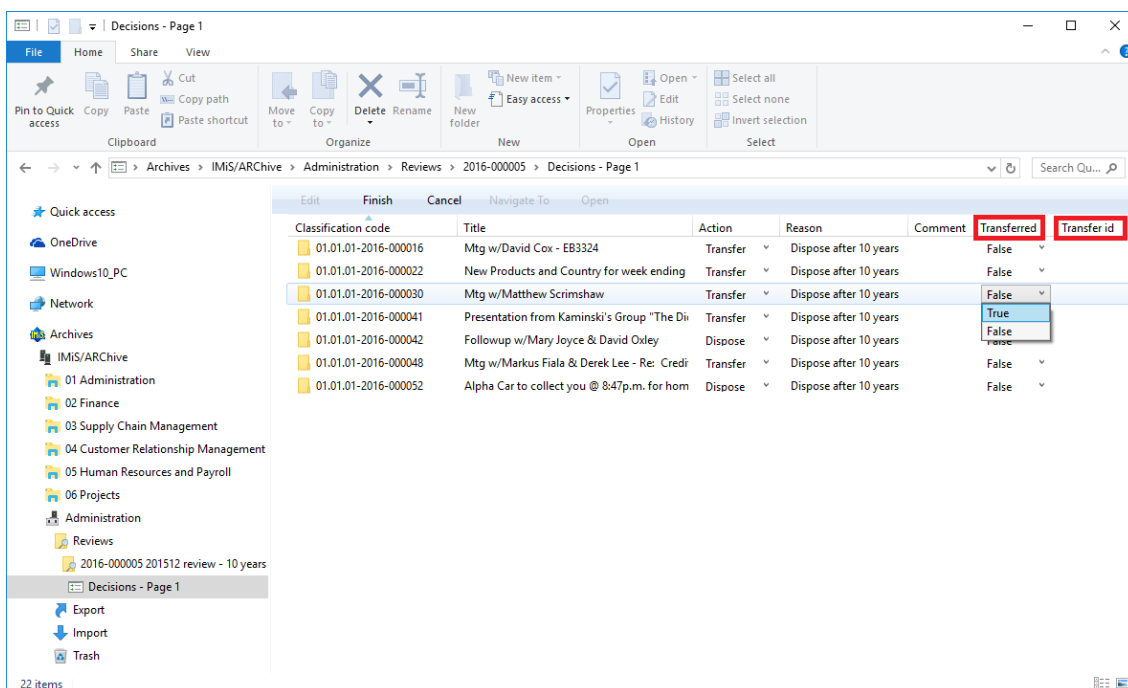 Decisions - Page 1
File Home Share View
Pin to Quick access
Copy
Paste
Cut
Copy path
Paste shortcut
Clipboard
Move to
Copy to
Delete
Rename
Organize
New folder
New item
Easy access
New
Properties
Open
Edit
History
Open
Select all
Select none
Invert selection
Select
Archives > IMiS/ARChive > Administration > Reviews > 2016-000005 > Decisions - Page 1
Search Qu...
Quick access
OneDrive
Windows10_PC
Network
Archives
IMiS/ARChive
01 Administration
02 Finance
03 Supply Chain Management
04 Customer Relationship Management
05 Human Resources and Payroll
06 Projects
Administration
Reviews
2016-000005 201512 review - 10 years
Decisions - Page 1
Export
Import
Trash
Edit Finish Cancel Navigate To Open
Classification code Title Action Reason Comment Transferred Transfer id
01.01.01-2016-000016 Mtg w/David Cox - EB3324 Transfer Dispose after 10 years False
01.01.01-2016-000022 New Products and Country for week ending Transfer Dispose after 10 years False
01.01.01-2016-000030 Mtg w/Matthew Scrimshaw Transfer Dispose after 10 years False
True
False
01.01.01-2016-000041 Presentation from Kaminski's Group "The Di Transfer Dispose after 10 years
01.01.01-2016-000042 Followup w/Mary Joyce & David Oxley Dispose Dispose after 10 years False
01.01.01-2016-000048 Mtg w/Markus Fiala & Derek Lee - Re: Credi Transfer Dispose after 10 years False
01.01.01-2016-000052 Alpha Car to collect you @ 8:47p.m. for hom Dispose Dispose after 10 years False
22 items